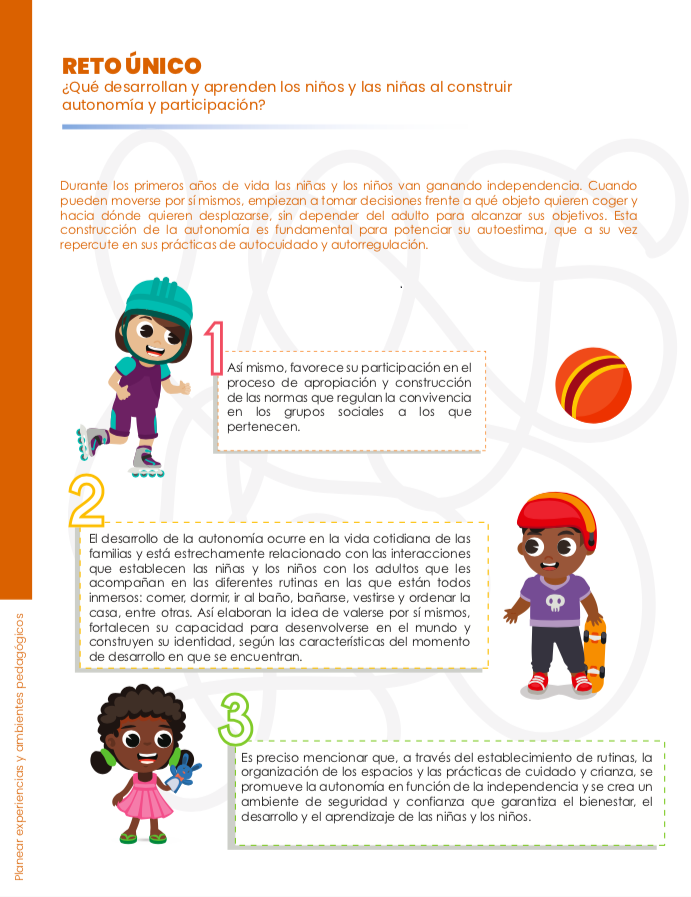 RETO ÚNICO
¿Qué desarrollan y aprenden los niños y las niñas al construir
autonomía y participación?
Durante los primeros años de vida las niñas y los niños van ganando independencia. Cuando
pueden moverse por sí mismos, empiezan a tomar decisiones frente a qué objeto quieren coger y
hacia dónde quieren desplazarse, sin depender del adulto para alcanzar sus objetivos. Esta
construcción de la autonomía es fundamental para potenciar su autoestima, que a su vez
repercute en sus prácticas de autocuidado y autorregulación.
1
Así mismo, favorece su participación en el
proceso de apropiación y construcción
de las normas que regulan la convivencia
en los grupos sociales a los que
pertenecen.
2
El desarrollo de la autonomía ocurre en la vida cotidiana de las
familias y está estrechamente relacionado con las interacciones
que establecen las niñas y los niños con los adultos que les
acompañan en las diferentes rutinas en las que están todos
inmersos: comer, dormir, ir al baño, bañarse, vestirse y ordenar la
casa, entre otras. Así elaboran la idea de valerse por sí mismos,
fortalecen su capacidad para desenvolverse en el mundo y
construyen su identidad, según las características del momento
de desarrollo en que se encuentran.
3
Es preciso mencionar que, a través del establecimiento de rutinas, la
organización de los espacios y las prácticas de cuidado y crianza, se
promueve la autonomía en función de la independencia y se crea un
ambiente de seguridad y confianza que garantiza el bienestar, el
desarrollo y el aprendizaje de las niñas y los niños.
Planear experiencias y ambientes pedagógicos